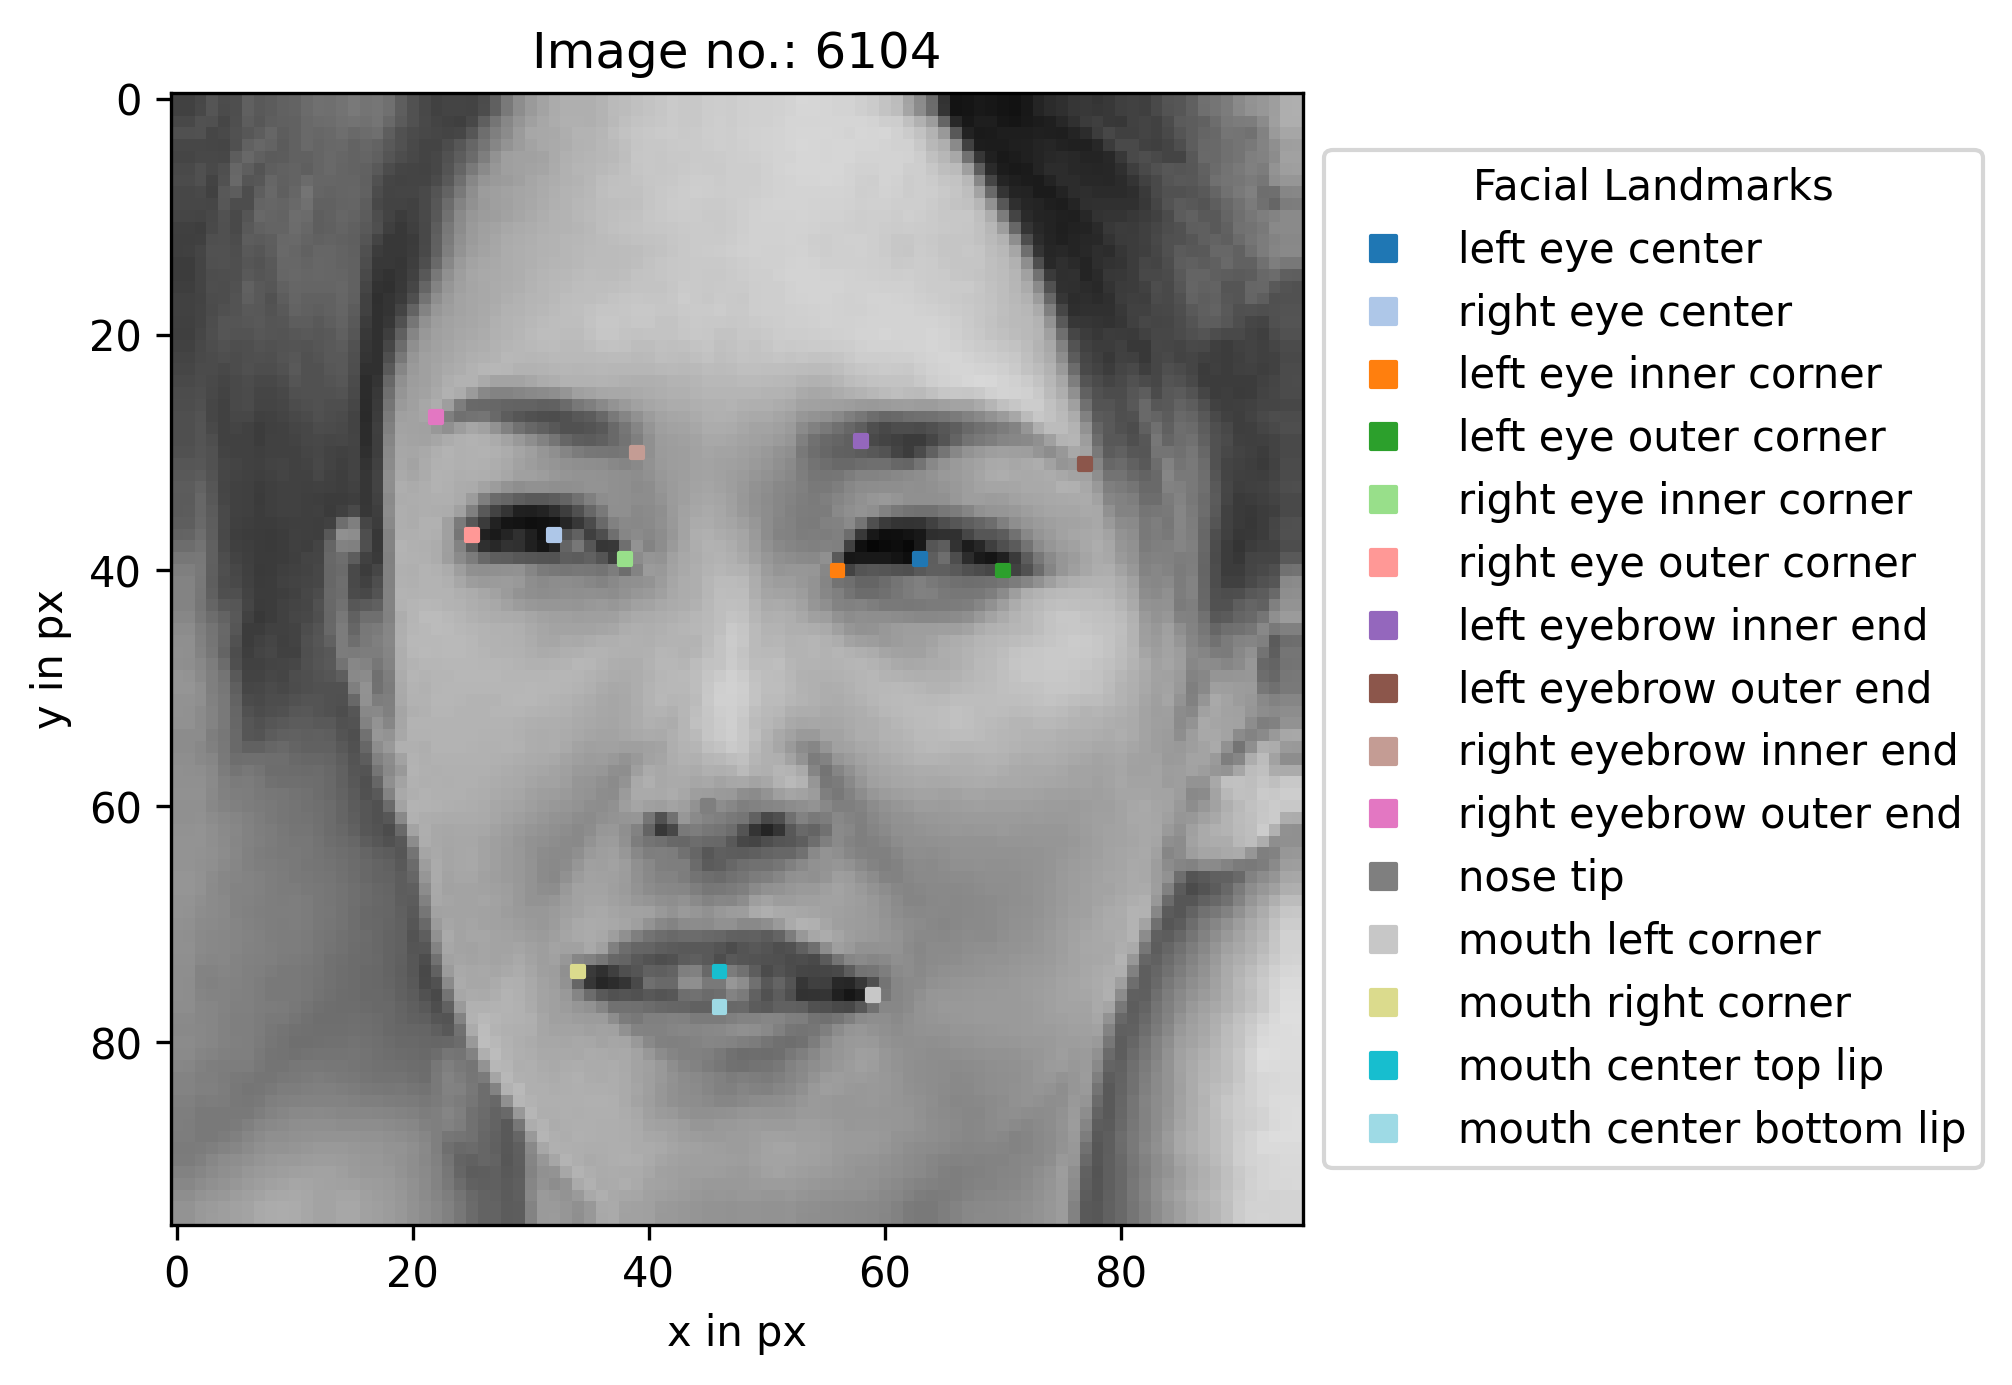 Image no.: 6104
0
20
40
60
80
y in px
0 20 40 60 80
x in px
Facial Landmarks
left eye center
right eye center
left eye inner corner
left eye outer corner
right eye inner corner
right eye outer corner
left eyebrow inner end
left eyebrow outer end
right eyebrow inner end
right eyebrow outer end
nose tip
mouth left corner
mouth right corner
mouth center top lip
mouth center bottom lip